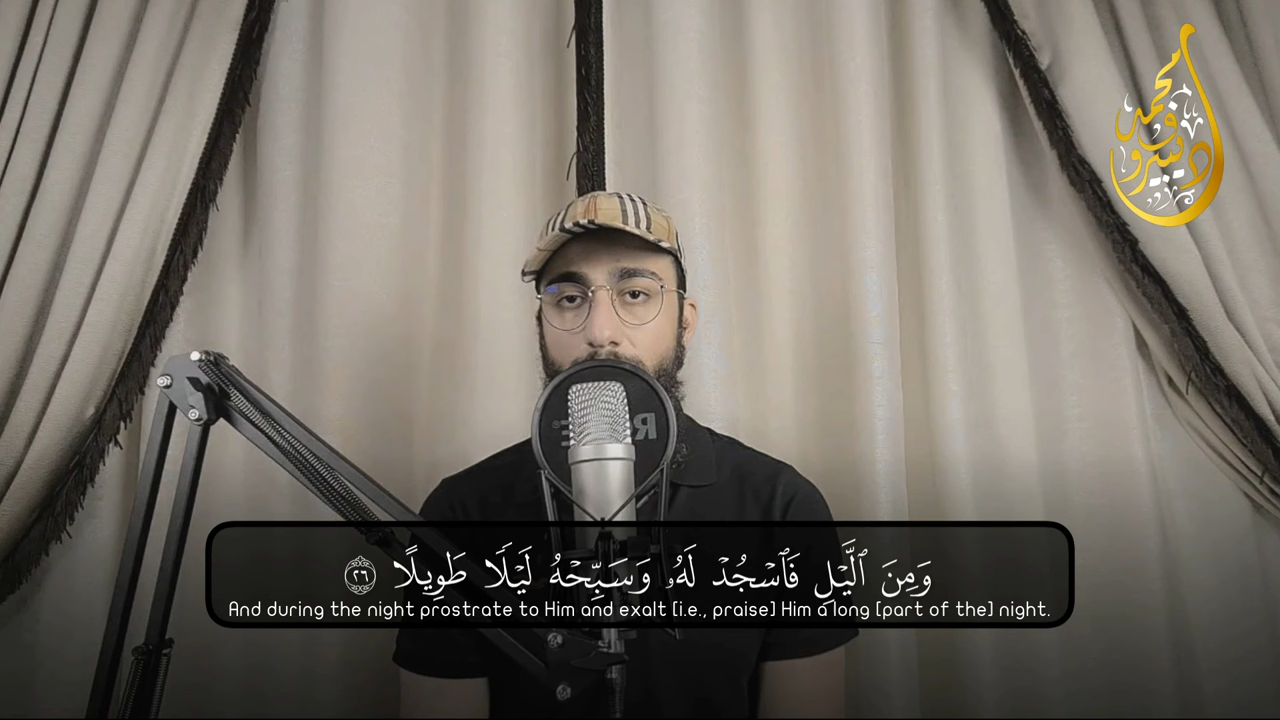 محمد
وَمِنَ ٱلَّيْلِ فَٱسْجُدْ لَهُۥ وَسَبِّحْهُ لَيْلًا طَوِيلًا ٢٦
And during the night prostrate to Him and exalt [i.e., praise] Him a long [part of the] night.